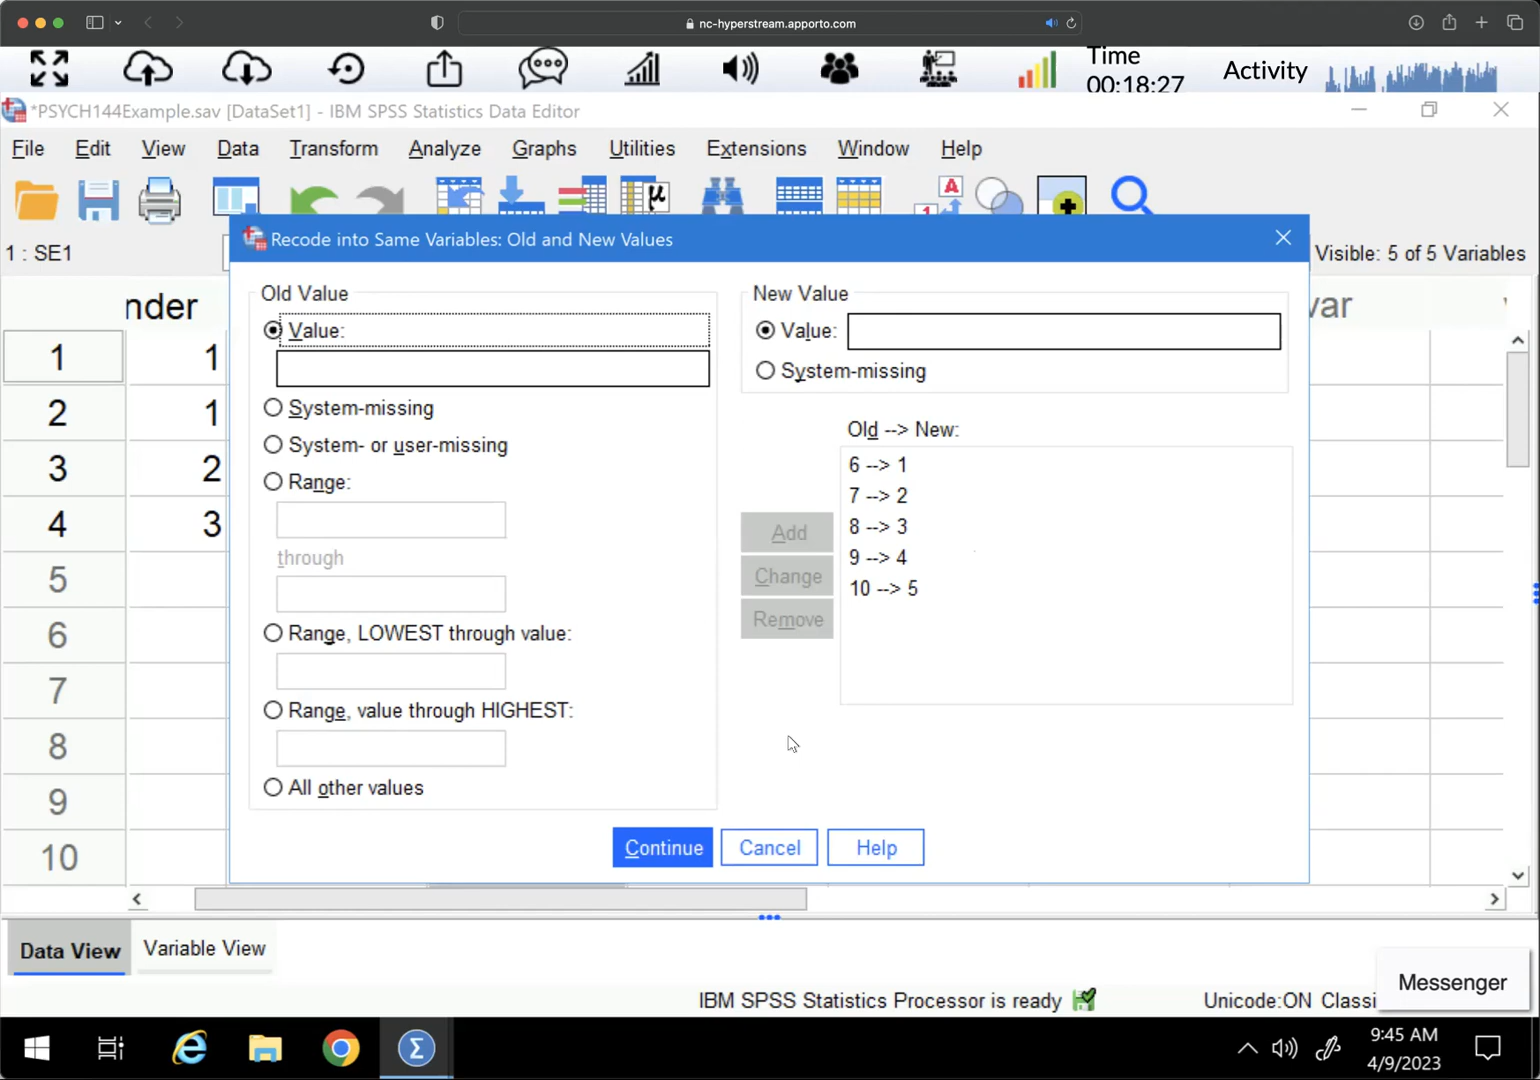 nc-hyperstream.apporto.com
Time
00:18:27
Activity
*PSYCH144Example.sav [DataSet1] - IBM SPSS Statistics Data Editor
File Edit View Data Transform Analyze Graphs Utilities Extensions Window Help
1 : SE1
Visible: 5 of 5 Variables
Recode into Same Variables: Old and New Values
nder
var
1 1
2 1
3 2
4 3
5
6
7
8
9
10
Old Value
Value:
System-missing
System- or user-missing
Range:
through
Range, LOWEST through value:
Range, value through HIGHEST:
All other values
New Value
Value:
System-missing
Old --> New:
6 --> 1
7 --> 2
8 --> 3
9 --> 4
10 --> 5
Add
Change
Remove
Continue Cancel Help
Data View Variable View
IBM SPSS Statistics Processor is ready
Unicode:ON Classi
Messenger
9:45 AM
4/9/2023